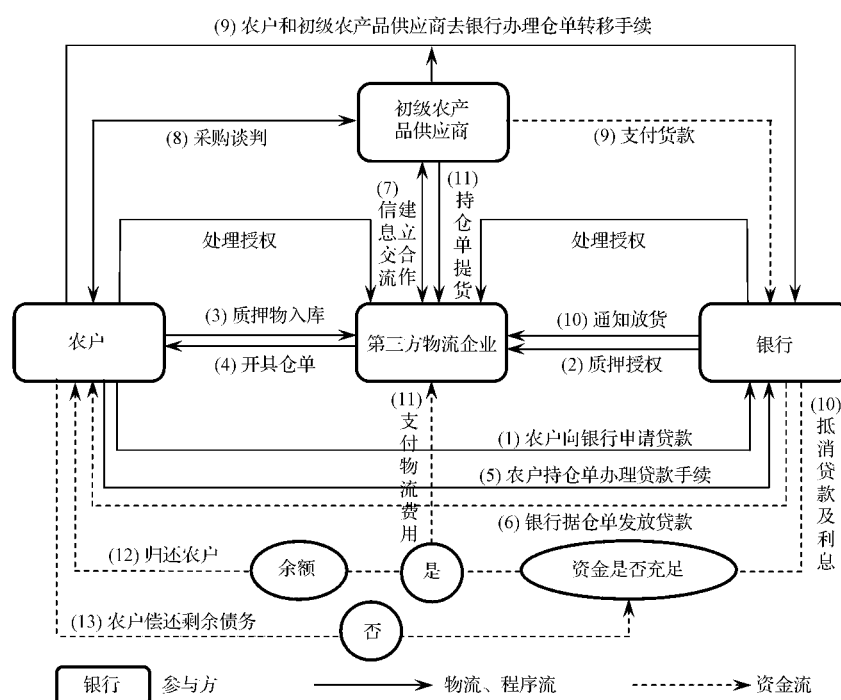 (9) 农户和初级农产品供应商去银行办理仓单转移手续
初级农产
品供应商
(8) 采购谈判
(9) 支付货款
(7)
信息交流
建立合作
(11)
持仓单提货
处理授权
处理授权
农户
(3) 质押物入库
(4) 开具仓单
第三方物流企业
(10) 通知放货
(2) 质押授权
银行
(11)
支付物流费用
(10)
抵消贷款及利息
(1) 农户向银行申请贷款
(5) 农户持仓单办理贷款手续
(6) 银行据仓单发放贷款
(12) 归还农户
余额
是
资金是否充足
(13) 农户偿还剩余债务
否
银行
参与方
物流、程序流
资金流